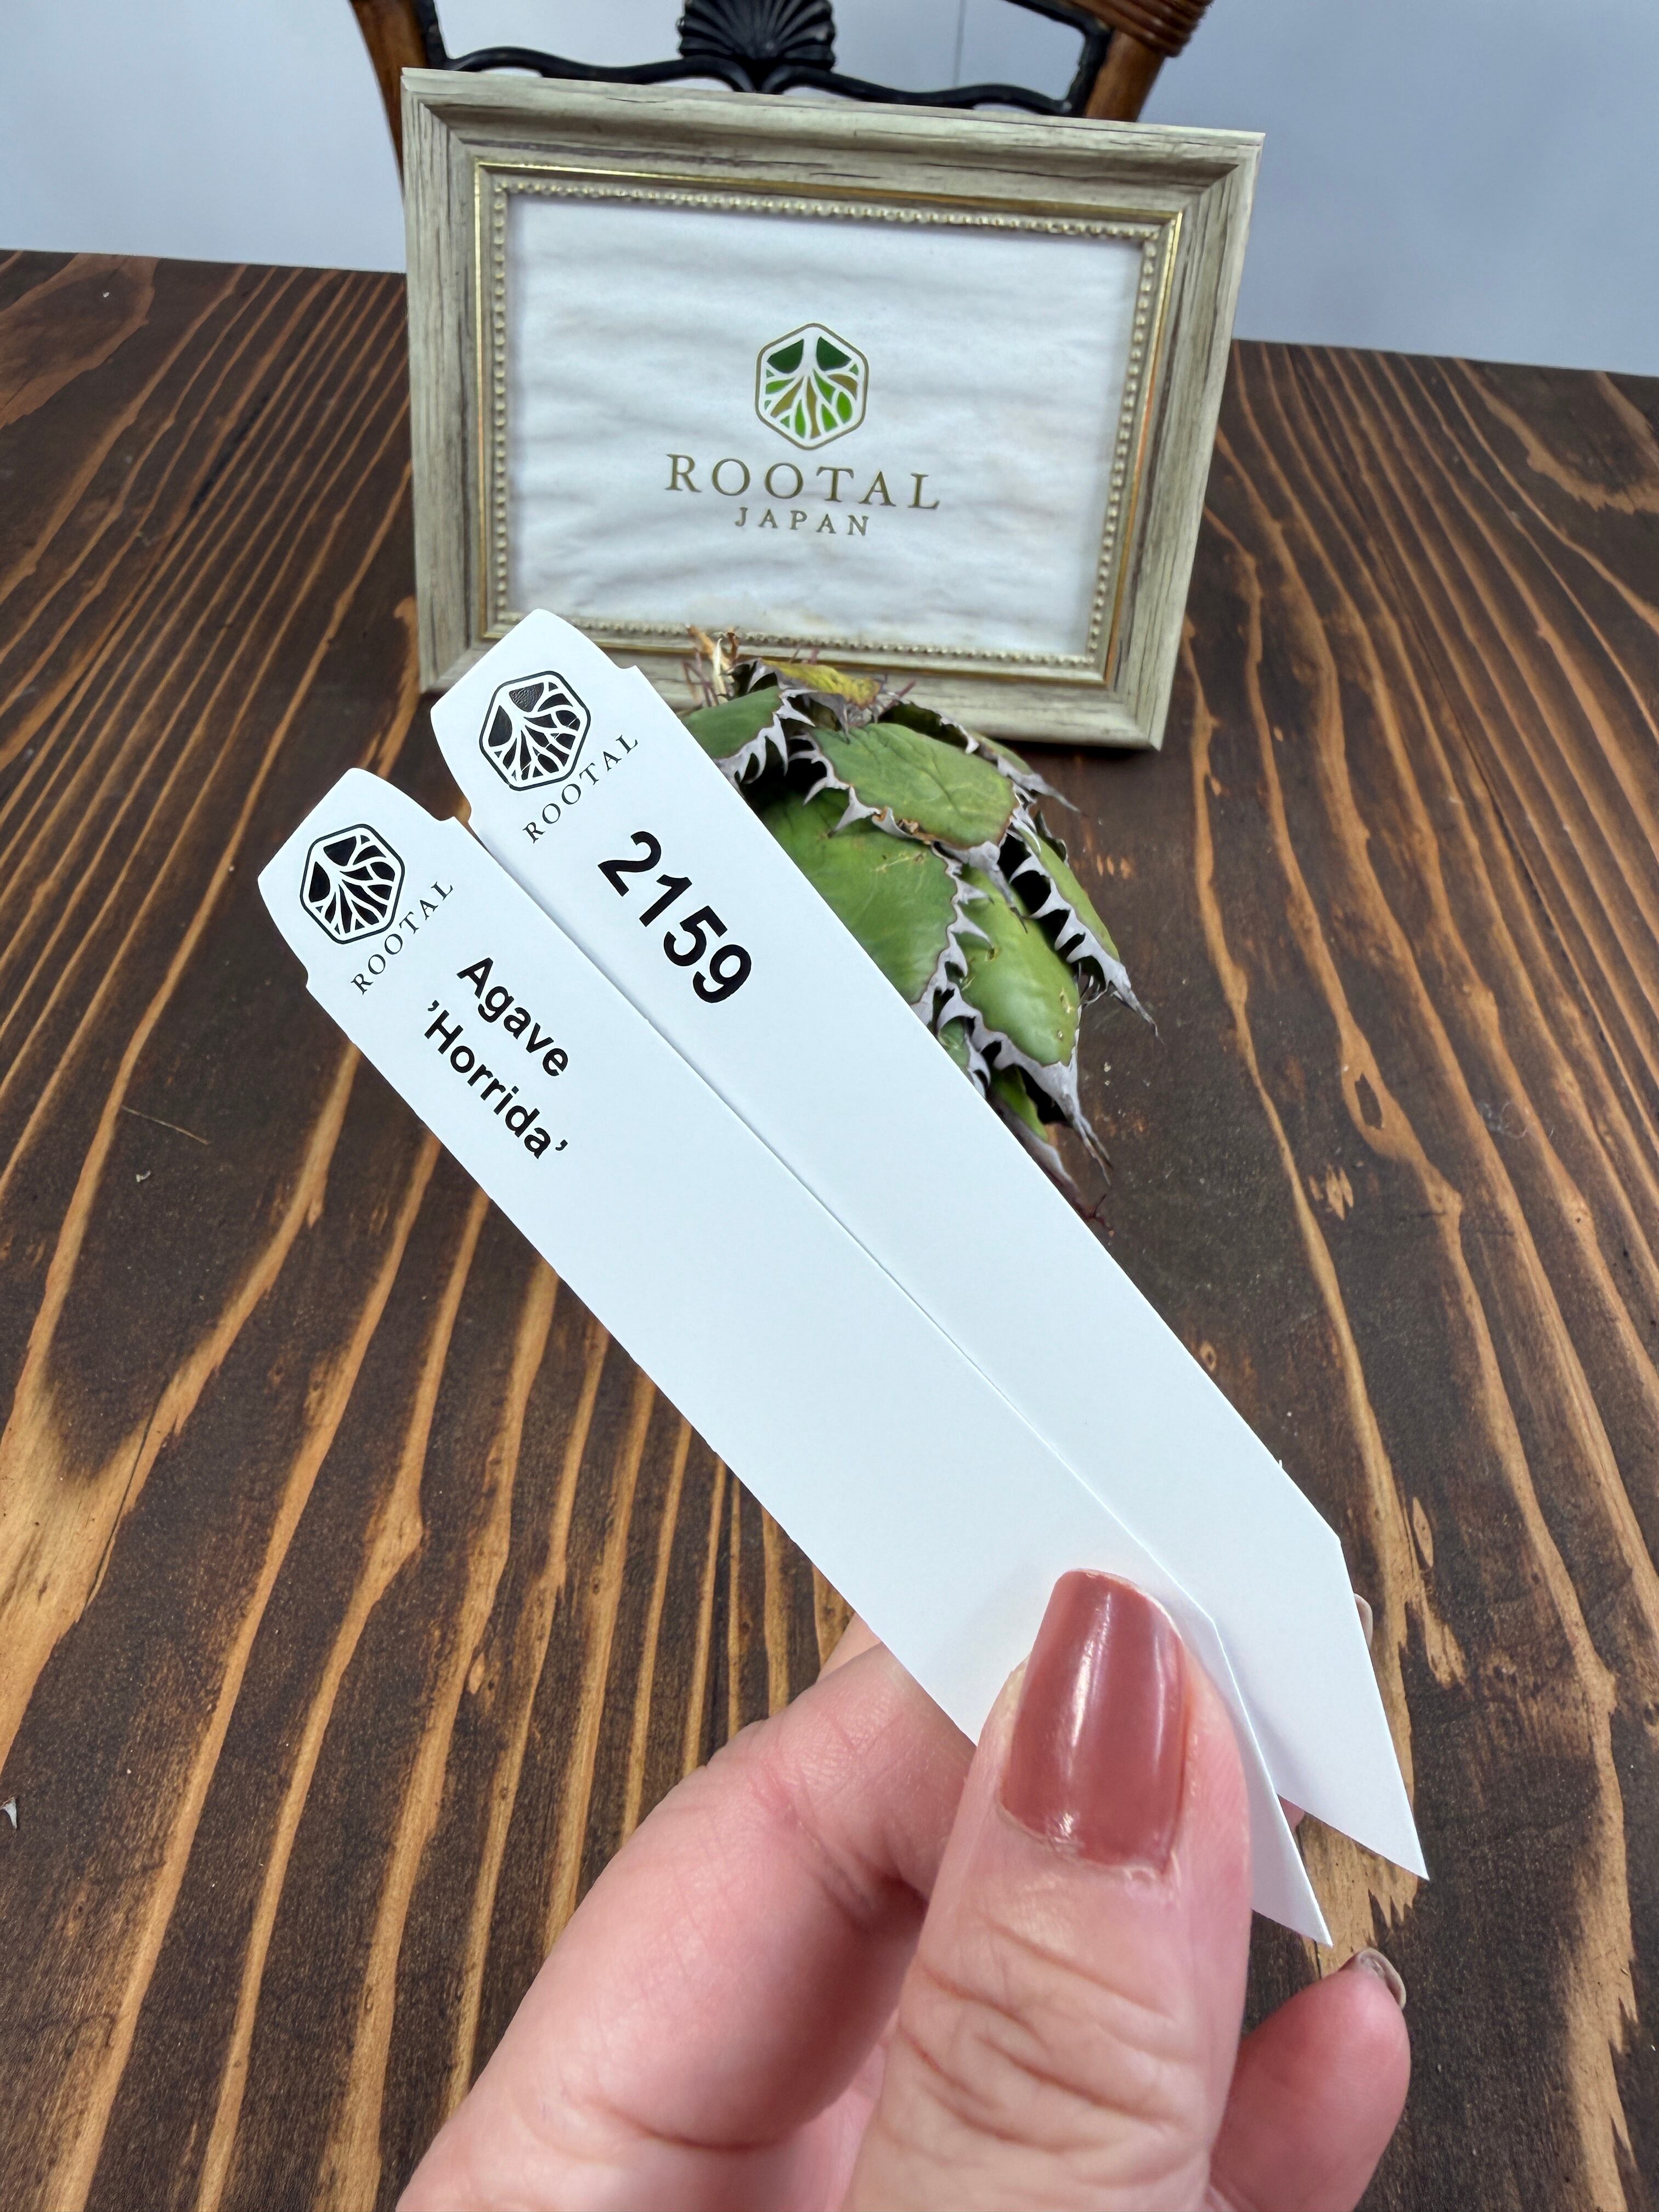 ROOTAL
JAPAN
ROOTAL
2159
ROOTAL
Agave
’Horrida’